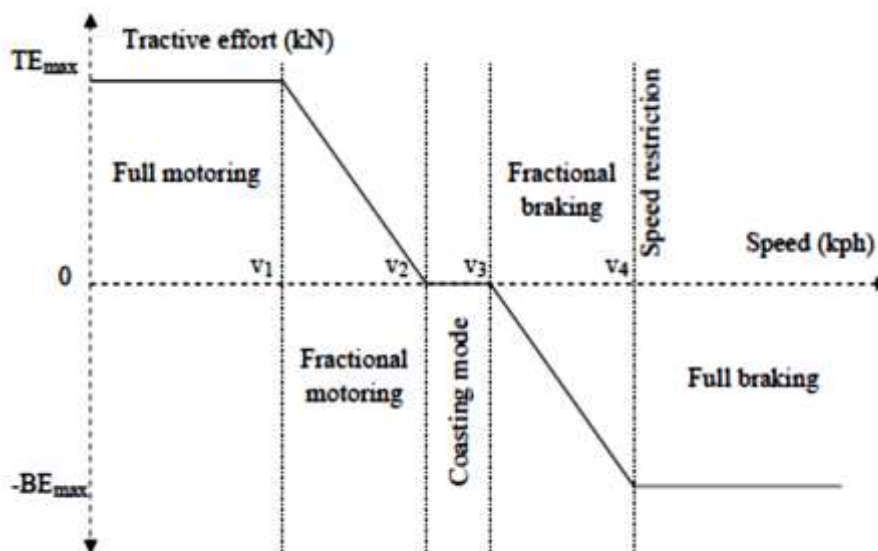 Tractive effort (kN)
TEmax
Full motoring
Fractional
braking
Speed restriction
Speed (kph)
0
v1
v2
v3
v4
Fractional
motoring
Coasting mode
Full braking
-BEmax